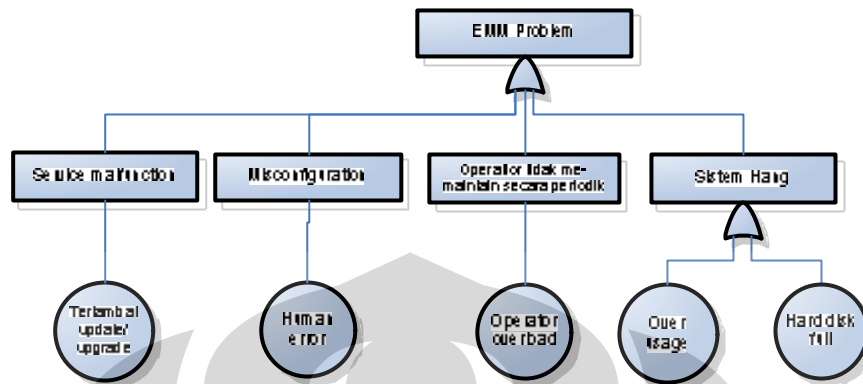 EMM Problem
Service malfunction
Misconfiguration
Operator tidak me-
maintain secara periodik
Sistem Hang
Terlambat
update/
upgrade
Human
error
Operator
overload
Over
usage
Hard disk
full